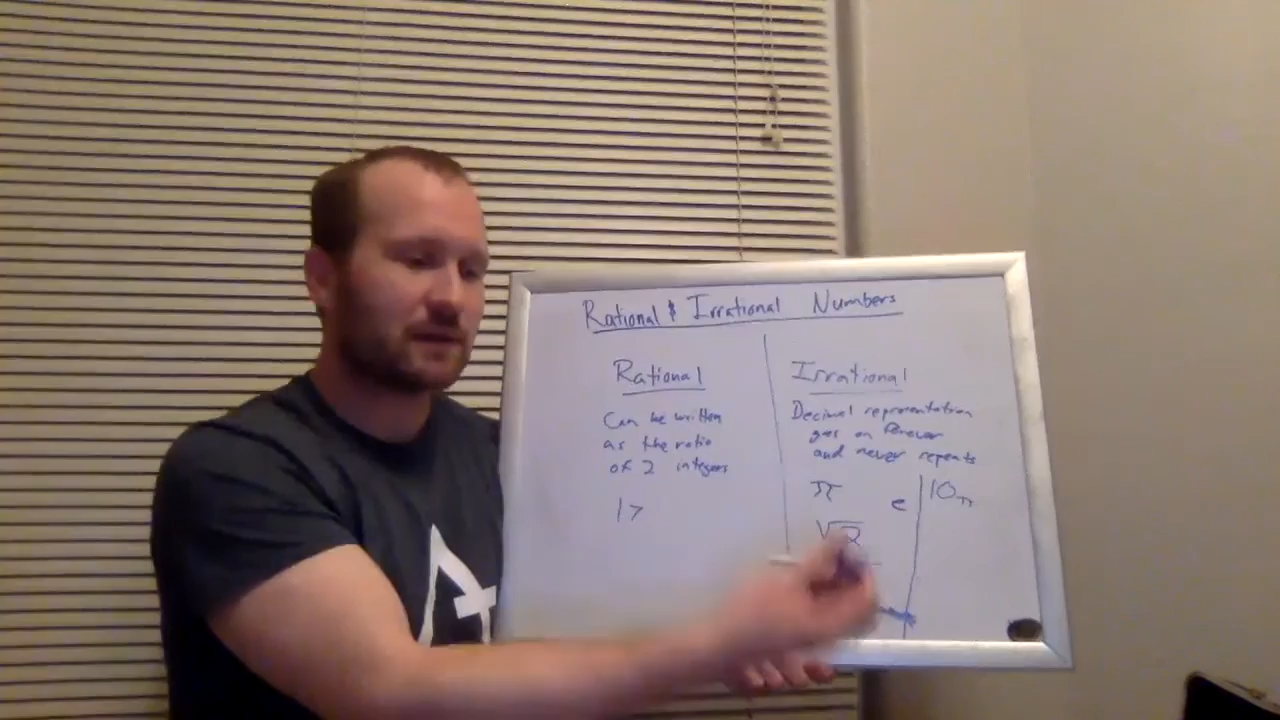 Rational & Irrational Numbers
Rational
Can be written
as the ratio
of 2 integers
17
Irrational
Decimal representation
goes on forever
and never repeats
π
e
√2
10π